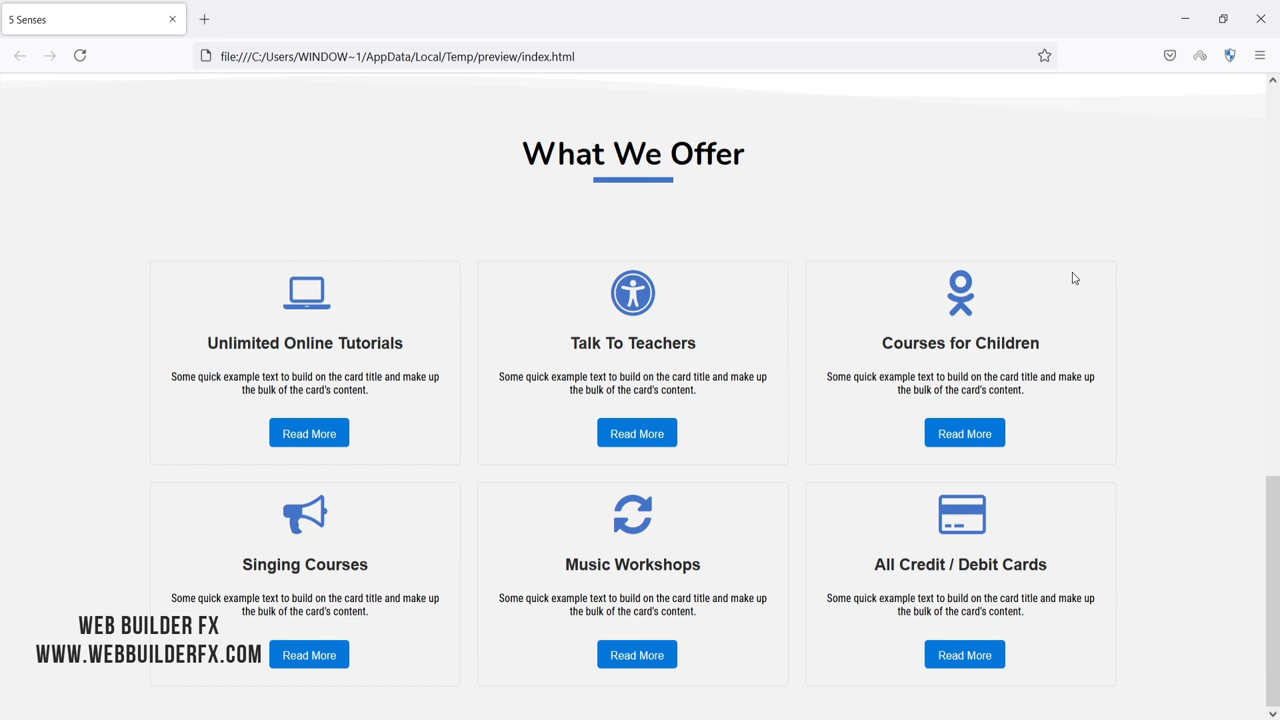 5 Senses
file:///C:/Users/WINDOW~1/AppData/Local/Temp/preview/index.html
What We Offer
Unlimited Online Tutorials
Some quick example text to build on the card title and make up
the bulk of the card's content.
Read More
Talk To Teachers
Some quick example text to build on the card title and make up
the bulk of the card's content.
Read More
Courses for Children
Some quick example text to build on the card title and make up
the bulk of the card's content.
Read More
Singing Courses
Some quick example text to build on the card title and make up
the bulk of the card's content.
Read More
Music Workshops
Some quick example text to build on the card title and make up
the bulk of the card's content.
Read More
All Credit / Debit Cards
Some quick example text to build on the card title and make up
the bulk of the card's content.
Read More
WEB BUILDER FX
WWW.WEBBUILDERFX.COM